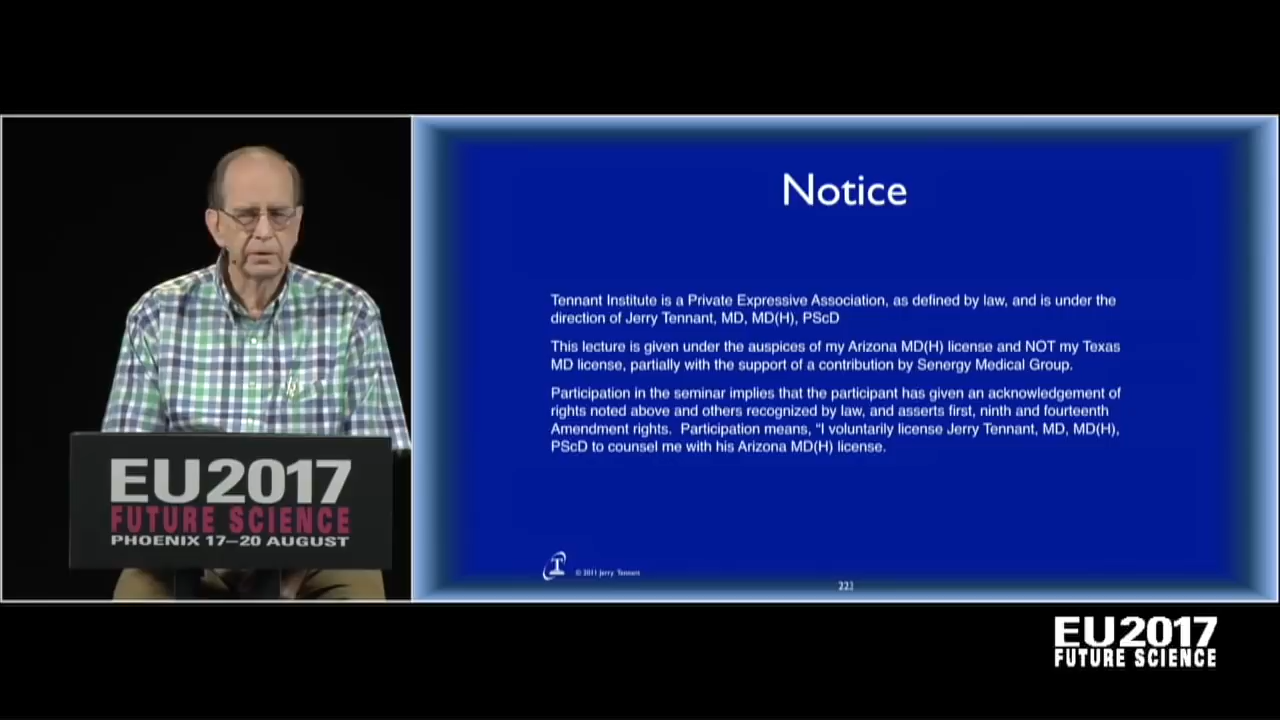 Notice
Tennant Institute is a Private Expressive Association, as defined by law, and is under the
direction of Jerry Tennant, MD, MD(H), PScD
This lecture is given under the auspices of my Arizona MD(H) license and NOT my Texas
MD license, partially with the support of a contribution by Senergy Medical Group.
Participation in the seminar implies that the participant has given an acknowledgement of
rights noted above and others recognized by law, and asserts first, ninth and fourteenth
Amendment rights.  Participation means, “I voluntarily license Jerry Tennant, MD, MD(H),
PScD to counsel me with his Arizona MD(H) license.
T
© 2011 Jerry Tennant
EU2017
FUTURE SCIENCE
PHOENIX 17–20 AUGUST
EU2017
FUTURE SCIENCE